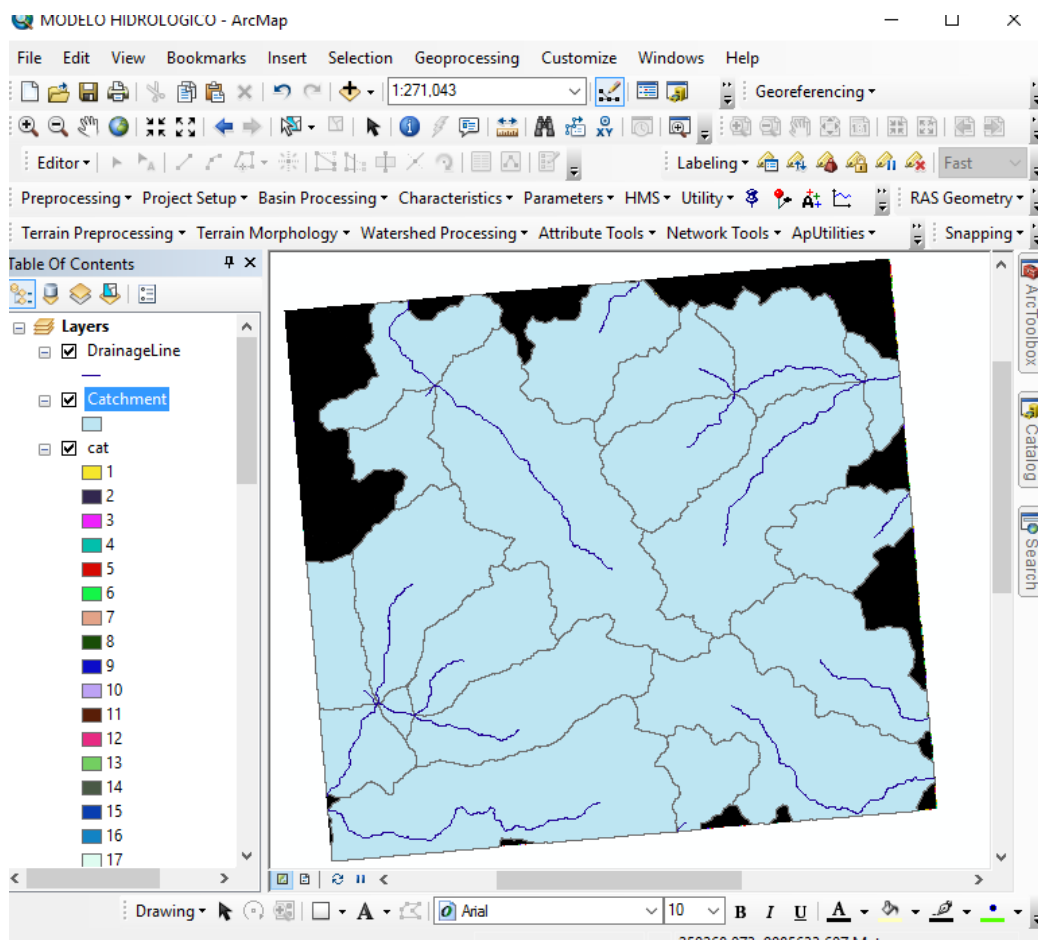 MODELO HIDROLOGICO - ArcMap
File Edit View Bookmarks Insert Selection Geoprocessing Customize Windows Help
1:271,043 Georeferencing
Editor Labeling Fast
Preprocessing Project Setup Basin Processing Characteristics Parameters HMS Utility RAS Geometry
Terrain Preprocessing Terrain Morphology Watershed Processing Attribute Tools Network Tools ApUtilities Snapping
Table Of Contents
Layers
DrainageLine
Catchment
cat
1
2
3
4
5
6
7
8
9
10
11
12
13
14
15
16
17
ArcToolbox
Catalog
Search
Drawing A Arial 10 B I U A